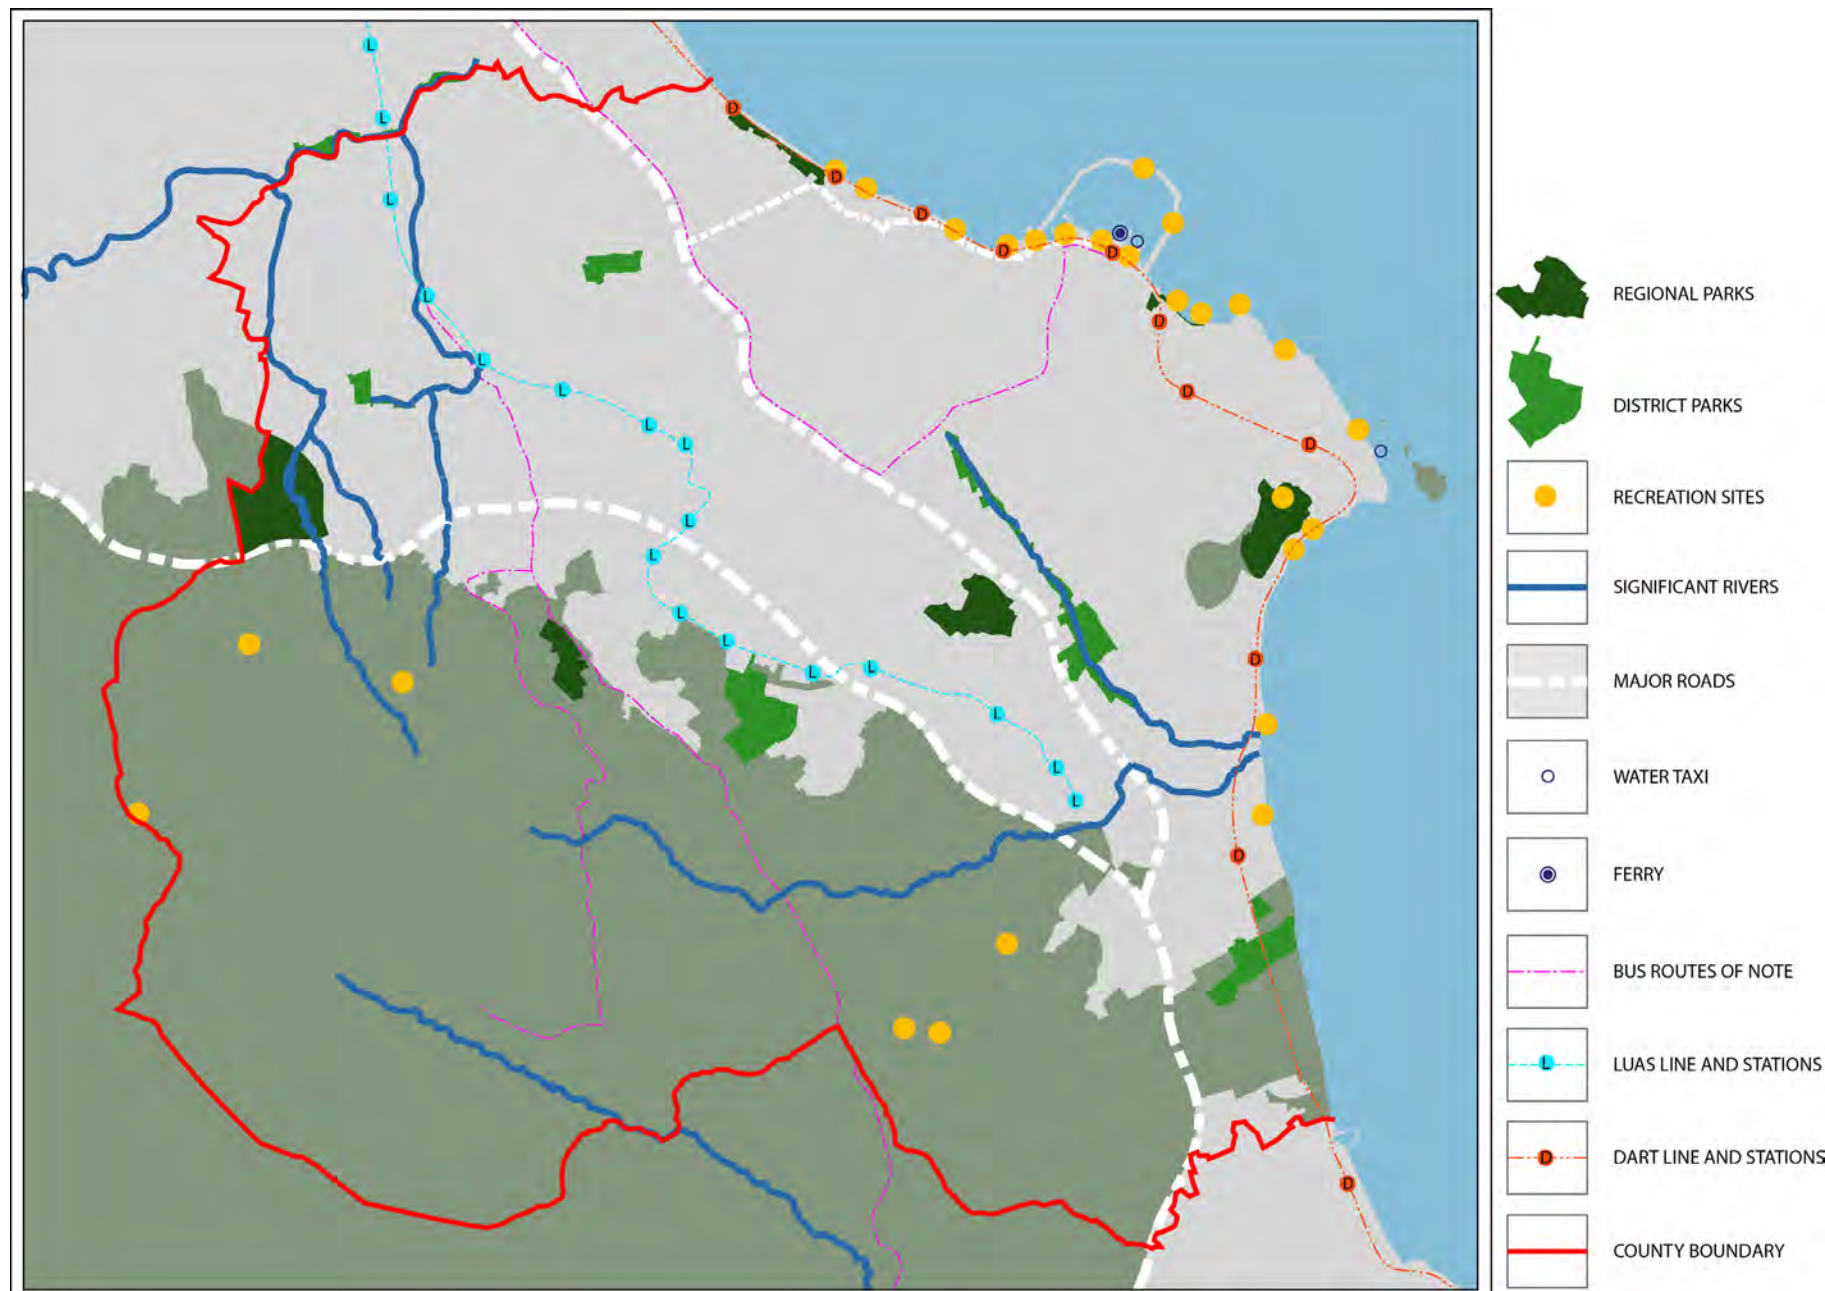 REGIONAL PARKS
DISTRICT PARKS
RECREATION SITES
SIGNIFICANT RIVERS
MAJOR ROADS
WATER TAXI
FERRY
BUS ROUTES OF NOTE
L LUAS LINE AND STATIONS
D DART LINE AND STATIONS
COUNTY BOUNDARY
L
L
D
D
L
D
D
D
L
D
L
L
D
L
L
D
L
L
L
L
D
L
L
L
L
L
D
D